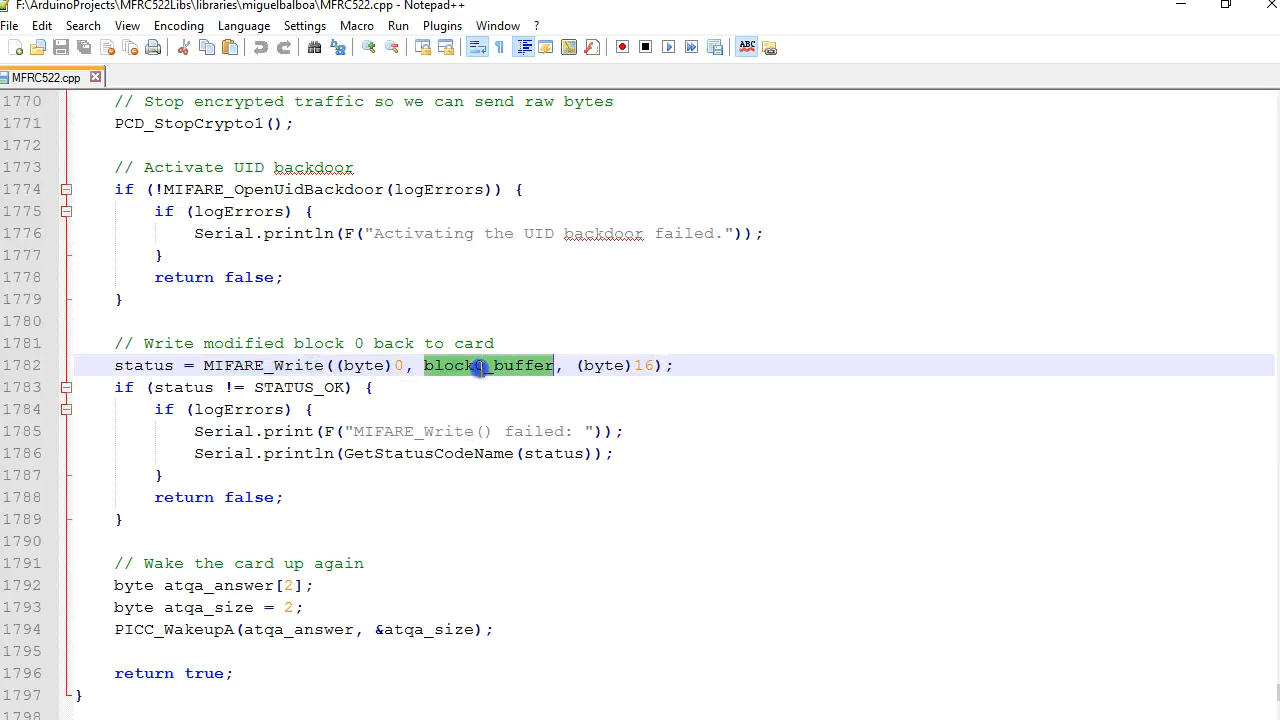 F:\ArduinoProjects\MFRC522Libs\libraries\miguelbalboa\MFRC522.cpp - Notepad++
File Edit Search View Encoding Language Settings Macro Run Plugins Window ?
ABC
MFRC522.cpp
1770 // Stop encrypted traffic so we can send raw bytes
1771 PCD_StopCrypto1();
1772
1773 // Activate UID backdoor
1774 if (!MIFARE_OpenUidBackdoor(logErrors)) {
1775 if (logErrors) {
1776 Serial.println(F("Activating the UID backdoor failed."));
1777 }
1778 return false;
1779 }
1780
1781 // Write modified block 0 back to card
1782 status = MIFARE_Write((byte)0, block0_buffer, (byte)16);
1783 if (status != STATUS_OK) {
1784 if (logErrors) {
1785 Serial.print(F("MIFARE_Write() failed: "));
1786 Serial.println(GetStatusCodeName(status));
1787 }
1788 return false;
1789 }
1790
1791 // Wake the card up again
1792 byte atqa_answer[2];
1793 byte atqa_size = 2;
1794 PICC_WakeupA(atqa_answer, &atqa_size);
1795
1796 return true;
1797 }
1798